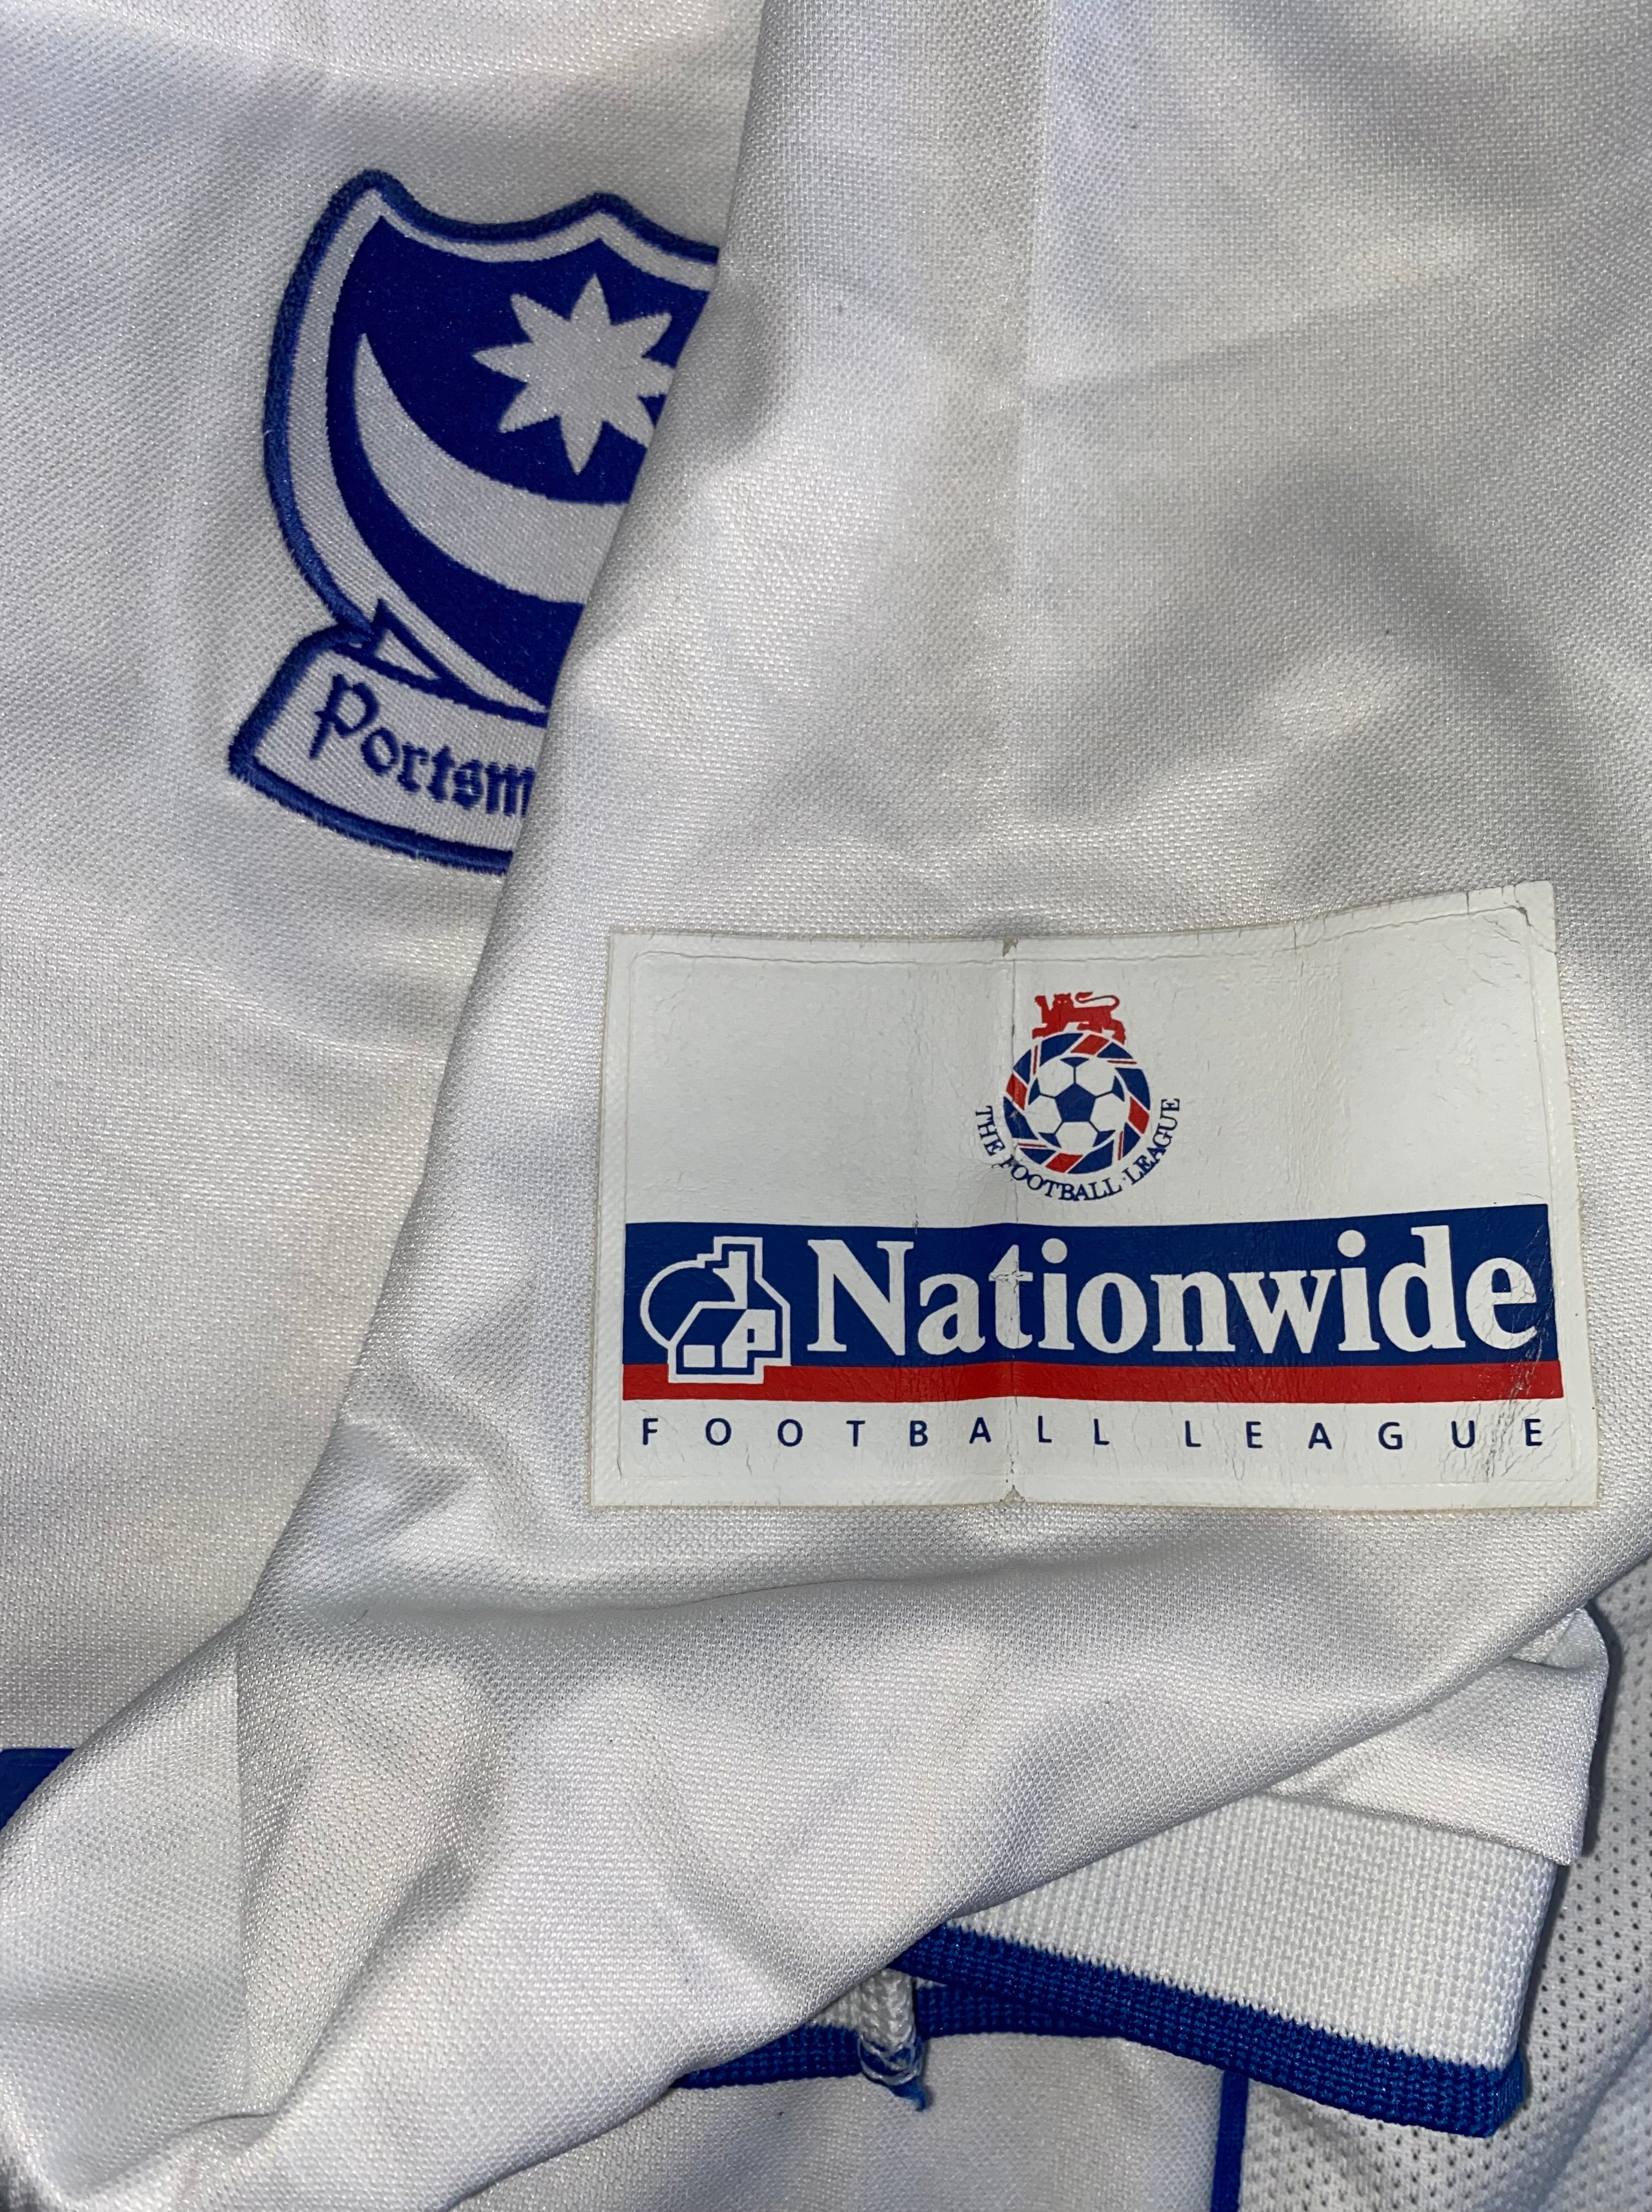 Portsm
THE FOOTBALL LEAGUE
Nationwide
FOOTBALL LEAGUE